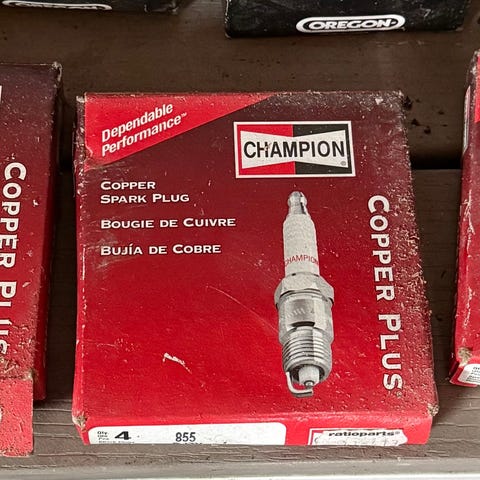 OREGON
Dependable
Performance™
CHAMPION
COPPER
SPARK PLUG
BOUGIE DE CUIVRE
BUJÍA DE COBRE
CHAMPION
COPPER PLUS
COPPER PLUS
4
855
ratioparts